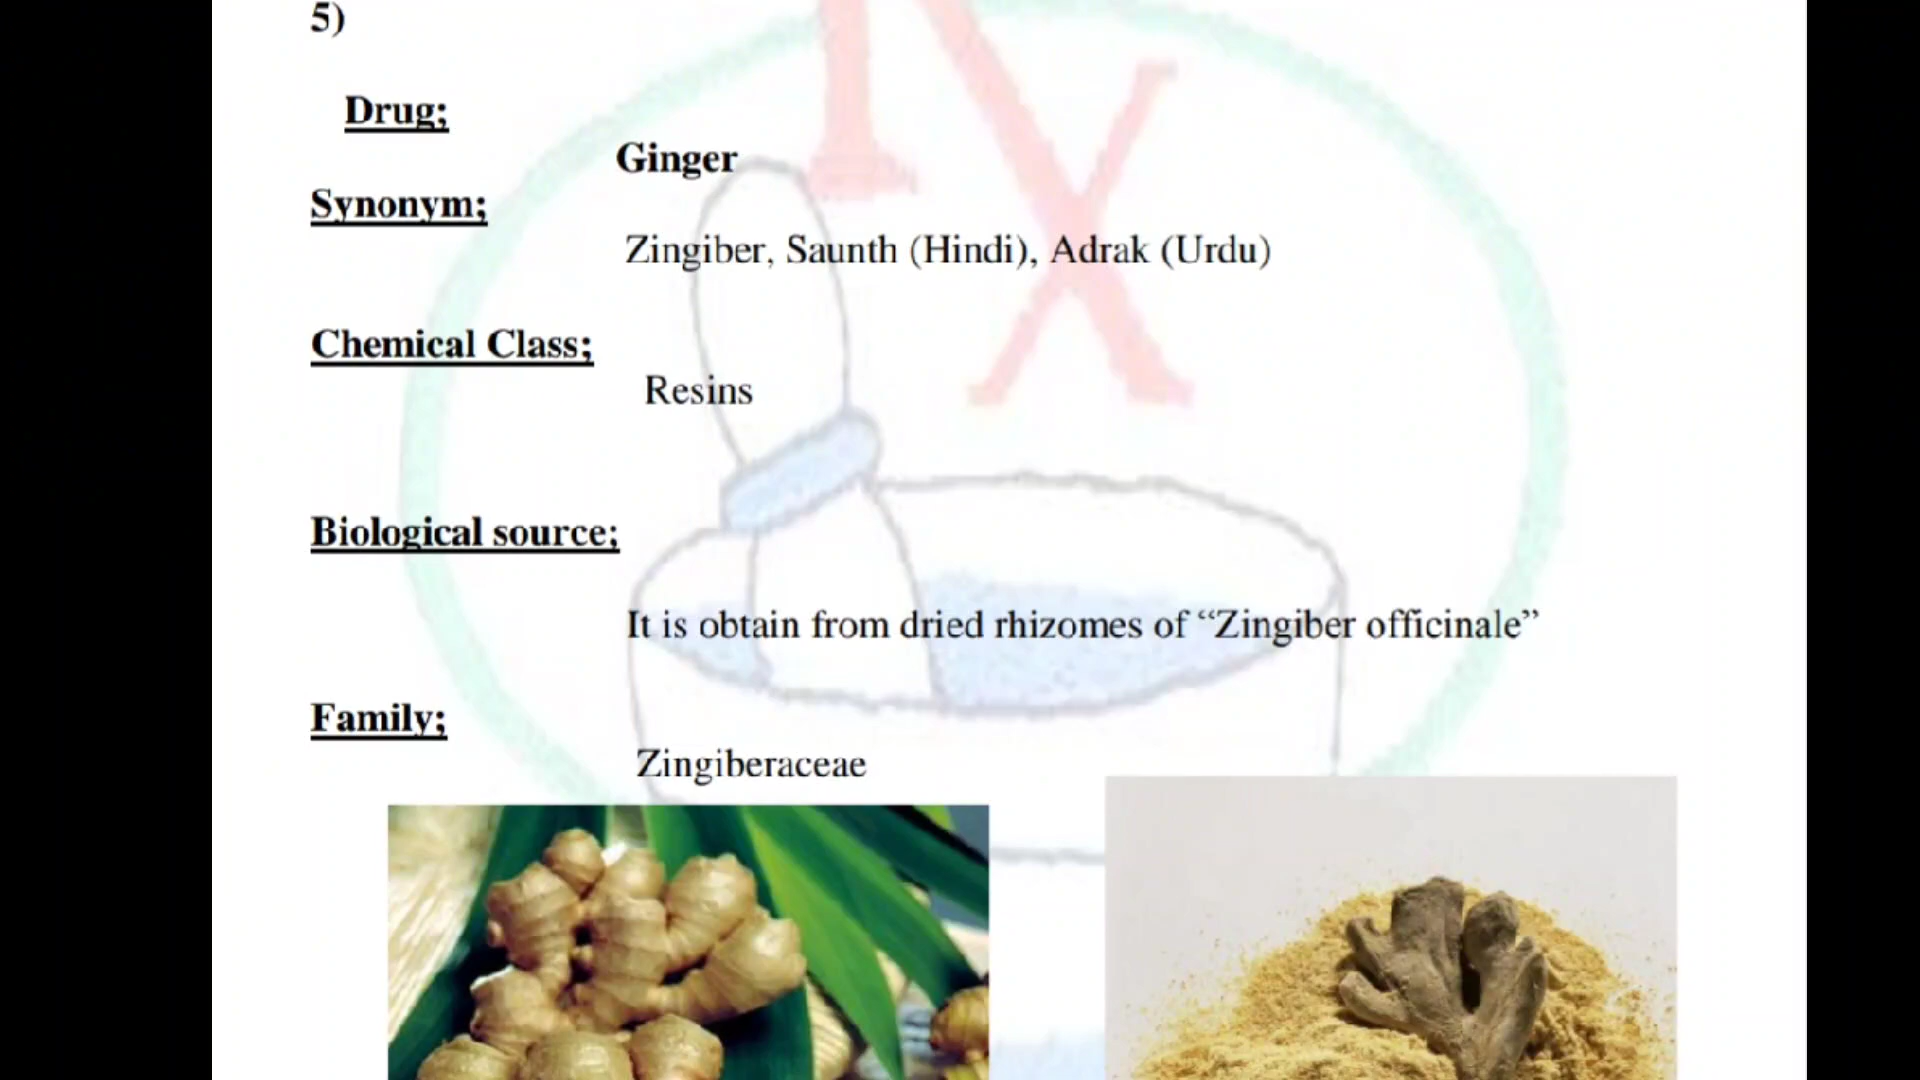 5)
Drug;
Ginger
Synonym;
Zingiber, Saunth (Hindi), Adrak (Urdu)
Chemical Class;
Resins
Biological source;
It is obtain from dried rhizomes of “Zingiber officinale”
Family;
Zingiberaceae